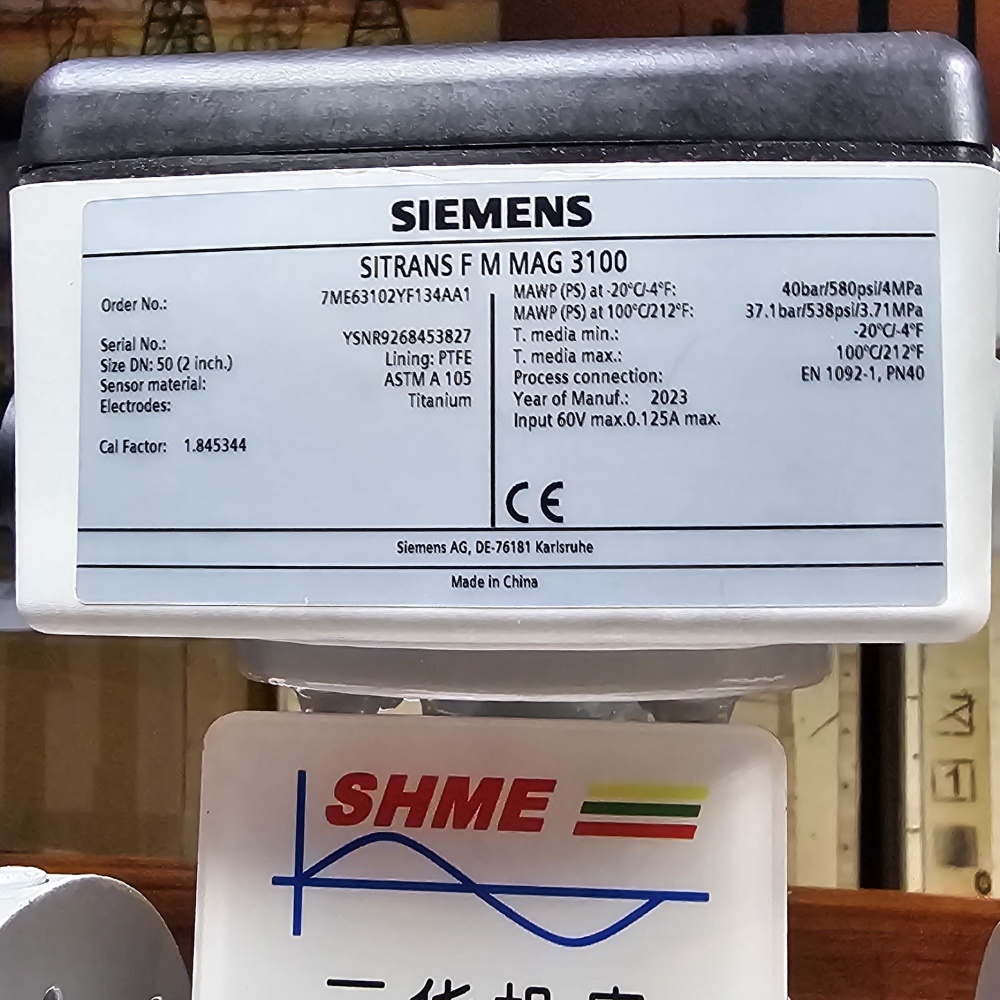 SIEMENS
SITRANS F M MAG 3100
Order No.: 7ME63102YF134AA1
Serial No.: YSNR9268453827
Size DN: 50 (2 inch.) Lining: PTFE
Sensor material: ASTM A 105
Electrodes: Titanium
Cal Factor: 1.845344
MAWP (PS) at -20°C/-4°F: 40bar/580psi/4MPa
MAWP (PS) at 100°C/212°F: 37.1bar/538psi/3.71MPa
T. media min.: -20°C/-4°F
T. media max.: 100°C/212°F
Process connection: EN 1092-1, PN40
Year of Manuf.: 2023
Input 60V max.0.125A max.
CE
Siemens AG, DE-76181 Karlsruhe
Made in China
SHME
1